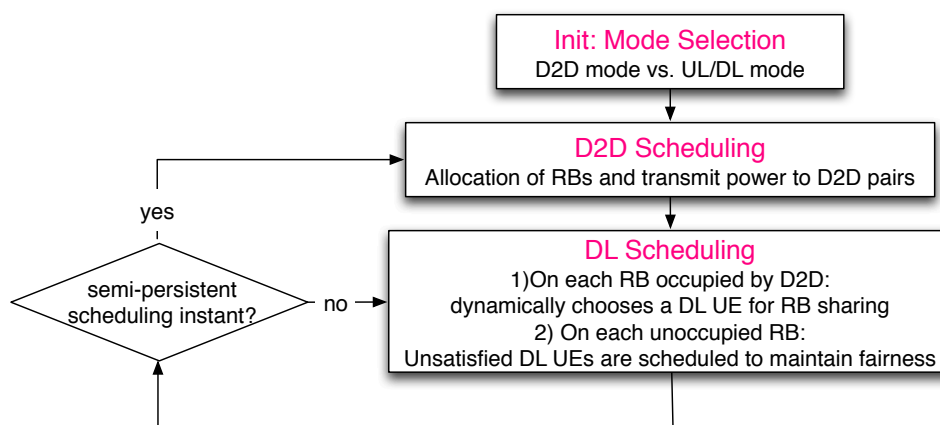 Init: Mode Selection
D2D mode vs. UL/DL mode
D2D Scheduling
Allocation of RBs and transmit power to D2D pairs
yes
DL Scheduling
1)On each RB occupied by D2D:
dynamically chooses a DL UE for RB sharing
2) On each unoccupied RB:
Unsatisfied DL UEs are scheduled to maintain fairness
semi-persistent
scheduling instant?
no